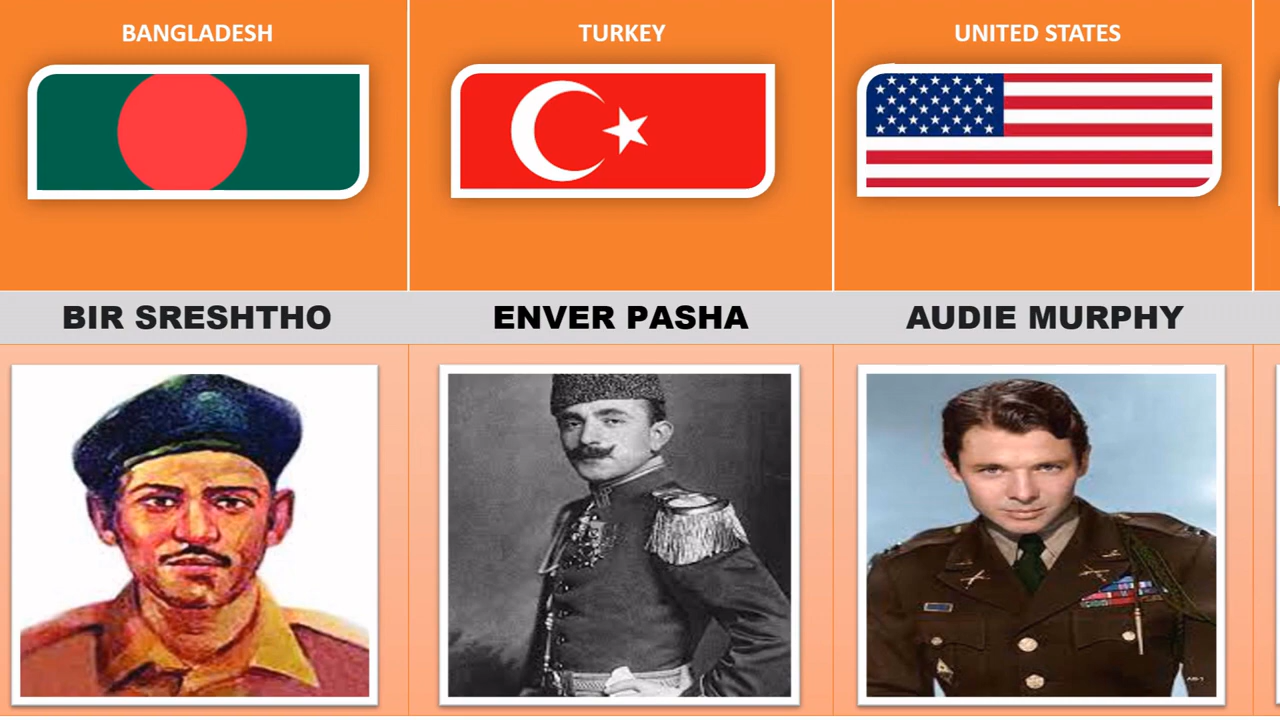 BANGLADESH
TURKEY
UNITED STATES
BIR SRESHTHO
ENVER PASHA
AUDIE MURPHY